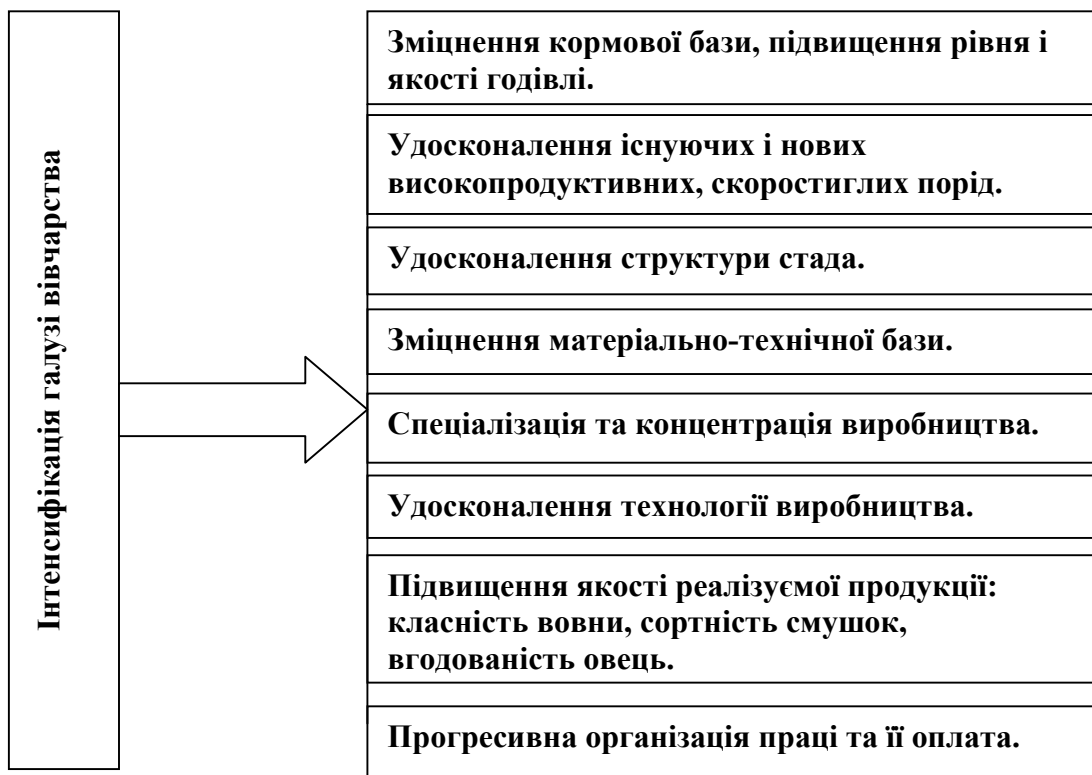 Інтенсифікація галузі вівчарства
Зміцнення кормової бази, підвищення рівня і
якості годівлі.
Удосконалення існуючих і нових
високопродуктивних, скоростиглих порід.
Удосконалення структури стада.
Зміцнення матеріально-технічної бази.
Спеціалізація та концентрація виробництва.
Удосконалення технології виробництва.
Підвищення якості реалізуємої продукції:
класність вовни, сортність смушок,
вгодованість овець.
Прогресивна організація праці та її оплата.